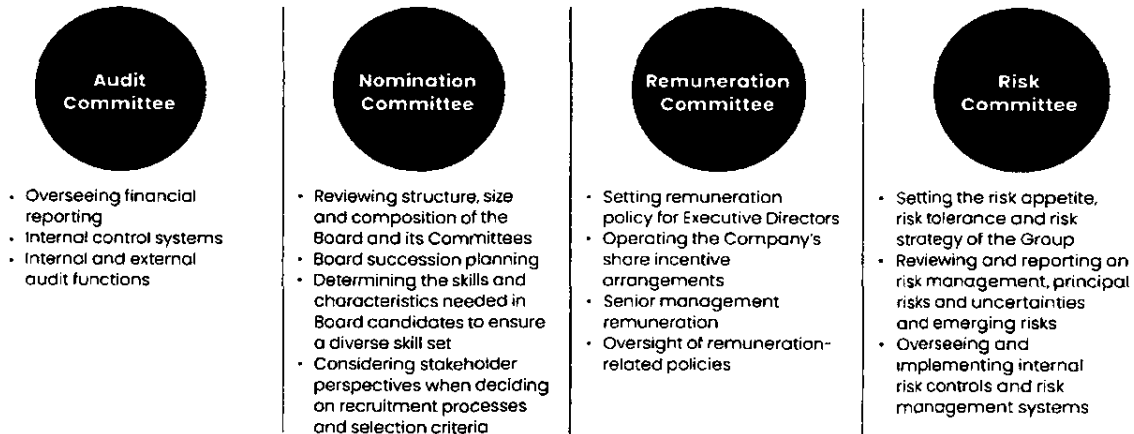 Audit
Committee
• Overseeing financial
reporting
• Internal control systems
• Internal and external
audit functions
Nomination
Committee
• Reviewing structure, size
and composition of the
Board and its Committees
• Board succession planning
• Determining the skills and
characteristics needed in
Board candidates to ensure
a diverse skill set
• Considering stakeholder
perspectives when deciding
on recruitment processes
and selection criteria
Remuneration
Committee
• Setting remuneration
policy for Executive Directors
• Operating the Company's
share incentive
arrangements
• Senior management
remuneration
• Oversight of remuneration-
related policies
Risk
Committee
• Setting the risk appetite,
risk tolerance and risk
strategy of the Group
• Reviewing and reporting on
risk management, principal
risks and uncertainties
and emerging risks
• Overseeing and
implementing internal
risk controls and risk
management systems